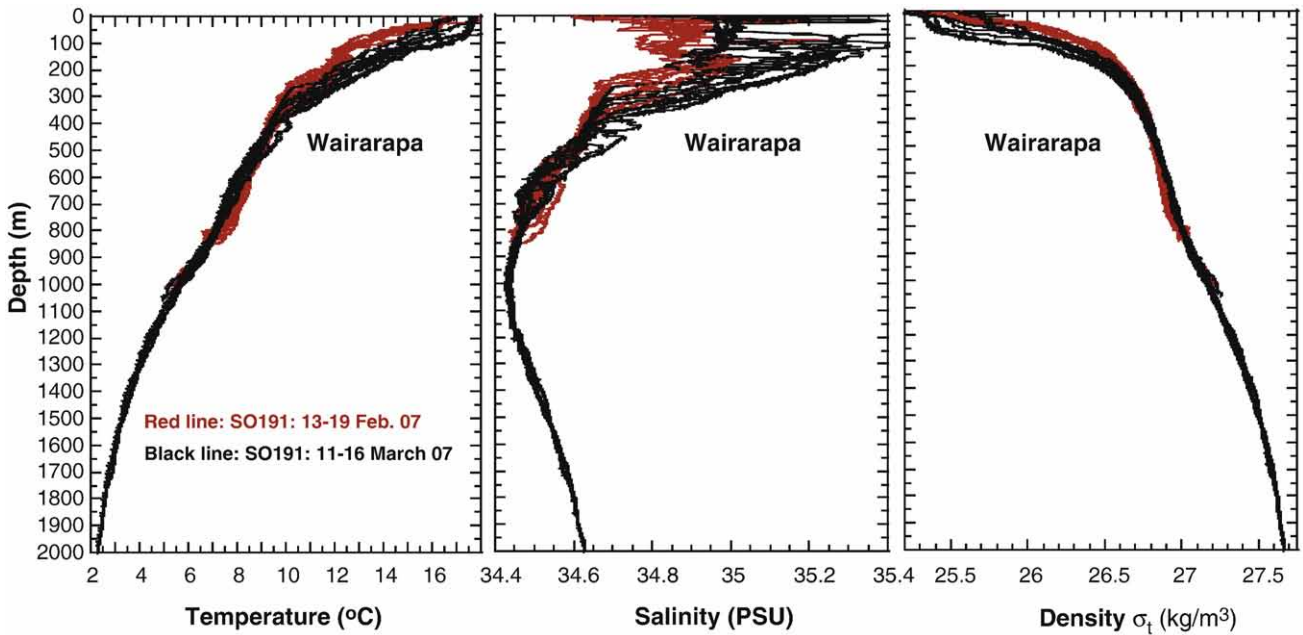 0
100
200
300
400
500
600
700
800
900
1000
1100
1200
1300
1400
1500
1600
1700
1800
1900
2000
Depth (m)
Wairarapa
Wairarapa
Wairarapa
Red line: SO191: 13-19 Feb. 07
Black line: SO191: 11-16 March 07
2 4 6 8 10 12 14 16
34.4 34.6 34.8 35 35.2 35.4
25.5 26 26.5 27 27.5
Temperature (ºC)
Salinity (PSU)
Density σt (kg/m³)